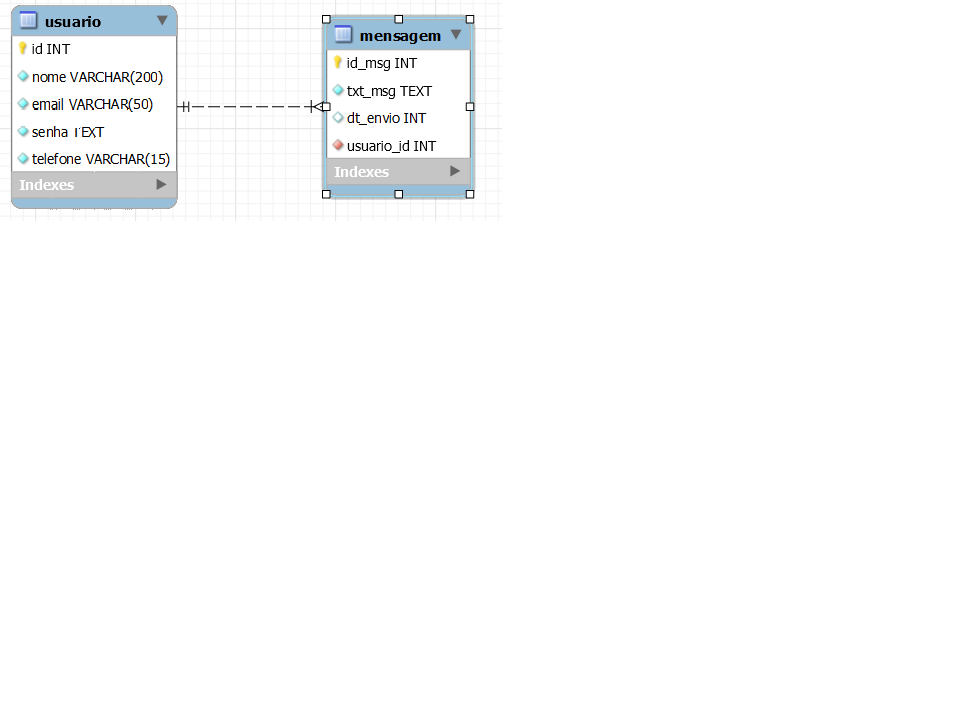 usuario
id INT
nome VARCHAR(200)
email VARCHAR(50)
senha TEXT
telefone VARCHAR(15)
Indexes
mensagem
id_msg INT
txt_msg TEXT
dt_envio INT
usuario_id INT
Indexes